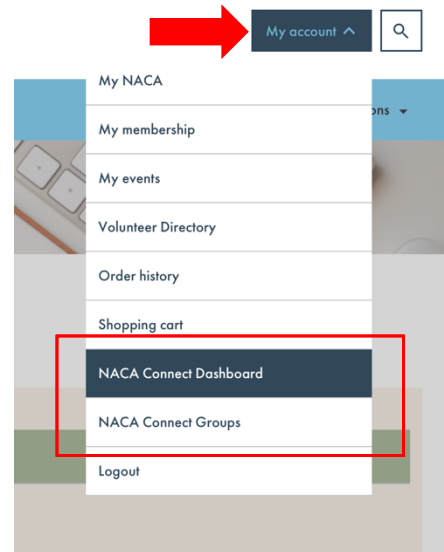 My account
My NACA
ons
My membership
My events
Volunteer Directory
Order history
Shopping cart
NACA Connect Dashboard
NACA Connect Groups
Logout